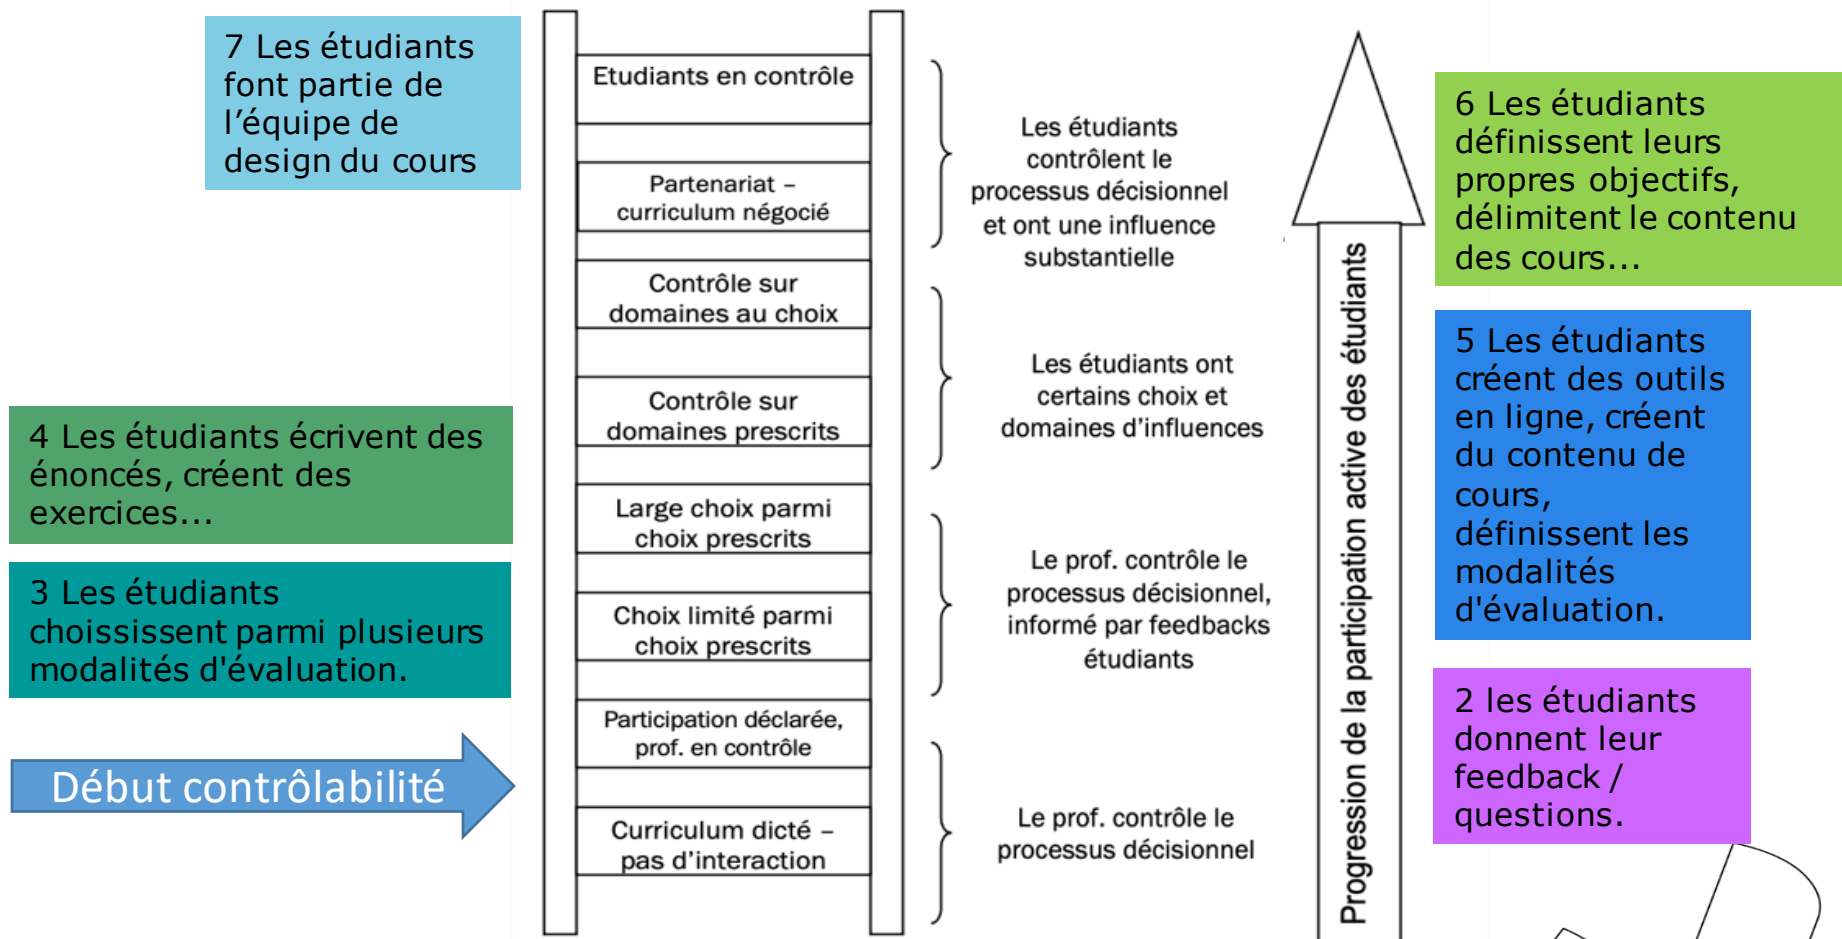 7 Les étudiants
font partie de
l’équipe de
design du cours
4 Les étudiants écrivent des
énoncés, créent des
exercices...
3 Les étudiants
choississent parmi plusieurs
modalités d'évaluation.
Début contrôlabilité
Etudiants en contrôle
Partenariat –
curriculum négocié
Contrôle sur
domaines au choix
Contrôle sur
domaines prescrits
Large choix parmi
choix prescrits
Choix limité parmi
choix prescrits
Participation déclarée,
prof. en contrôle
Curriculum dicté –
pas d’interaction
Les étudiants
contrôlent le
processus décisionnel
et ont une influence
substantielle
Les étudiants ont
certains choix et
domaines d’influences
Le prof. contrôle le
processus décisionnel,
informé par feedbacks
étudiants
Le prof. contrôle le
processus décisionnel
Progression de la participation active des étudiants
6 Les étudiants
définissent leurs
propres objectifs,
délimitent le contenu
des cours...
5 Les étudiants
créent des outils
en ligne, créent
du contenu de
cours,
définissent les
modalités
d'évaluation.
2 les étudiants
donnent leur
feedback /
questions.